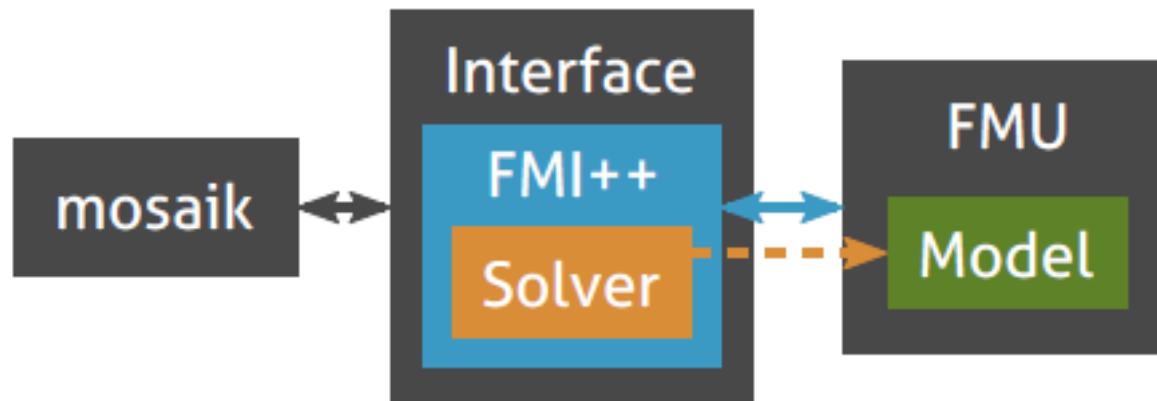 mosaik
Interface
FMI++
Solver
FMU
Model